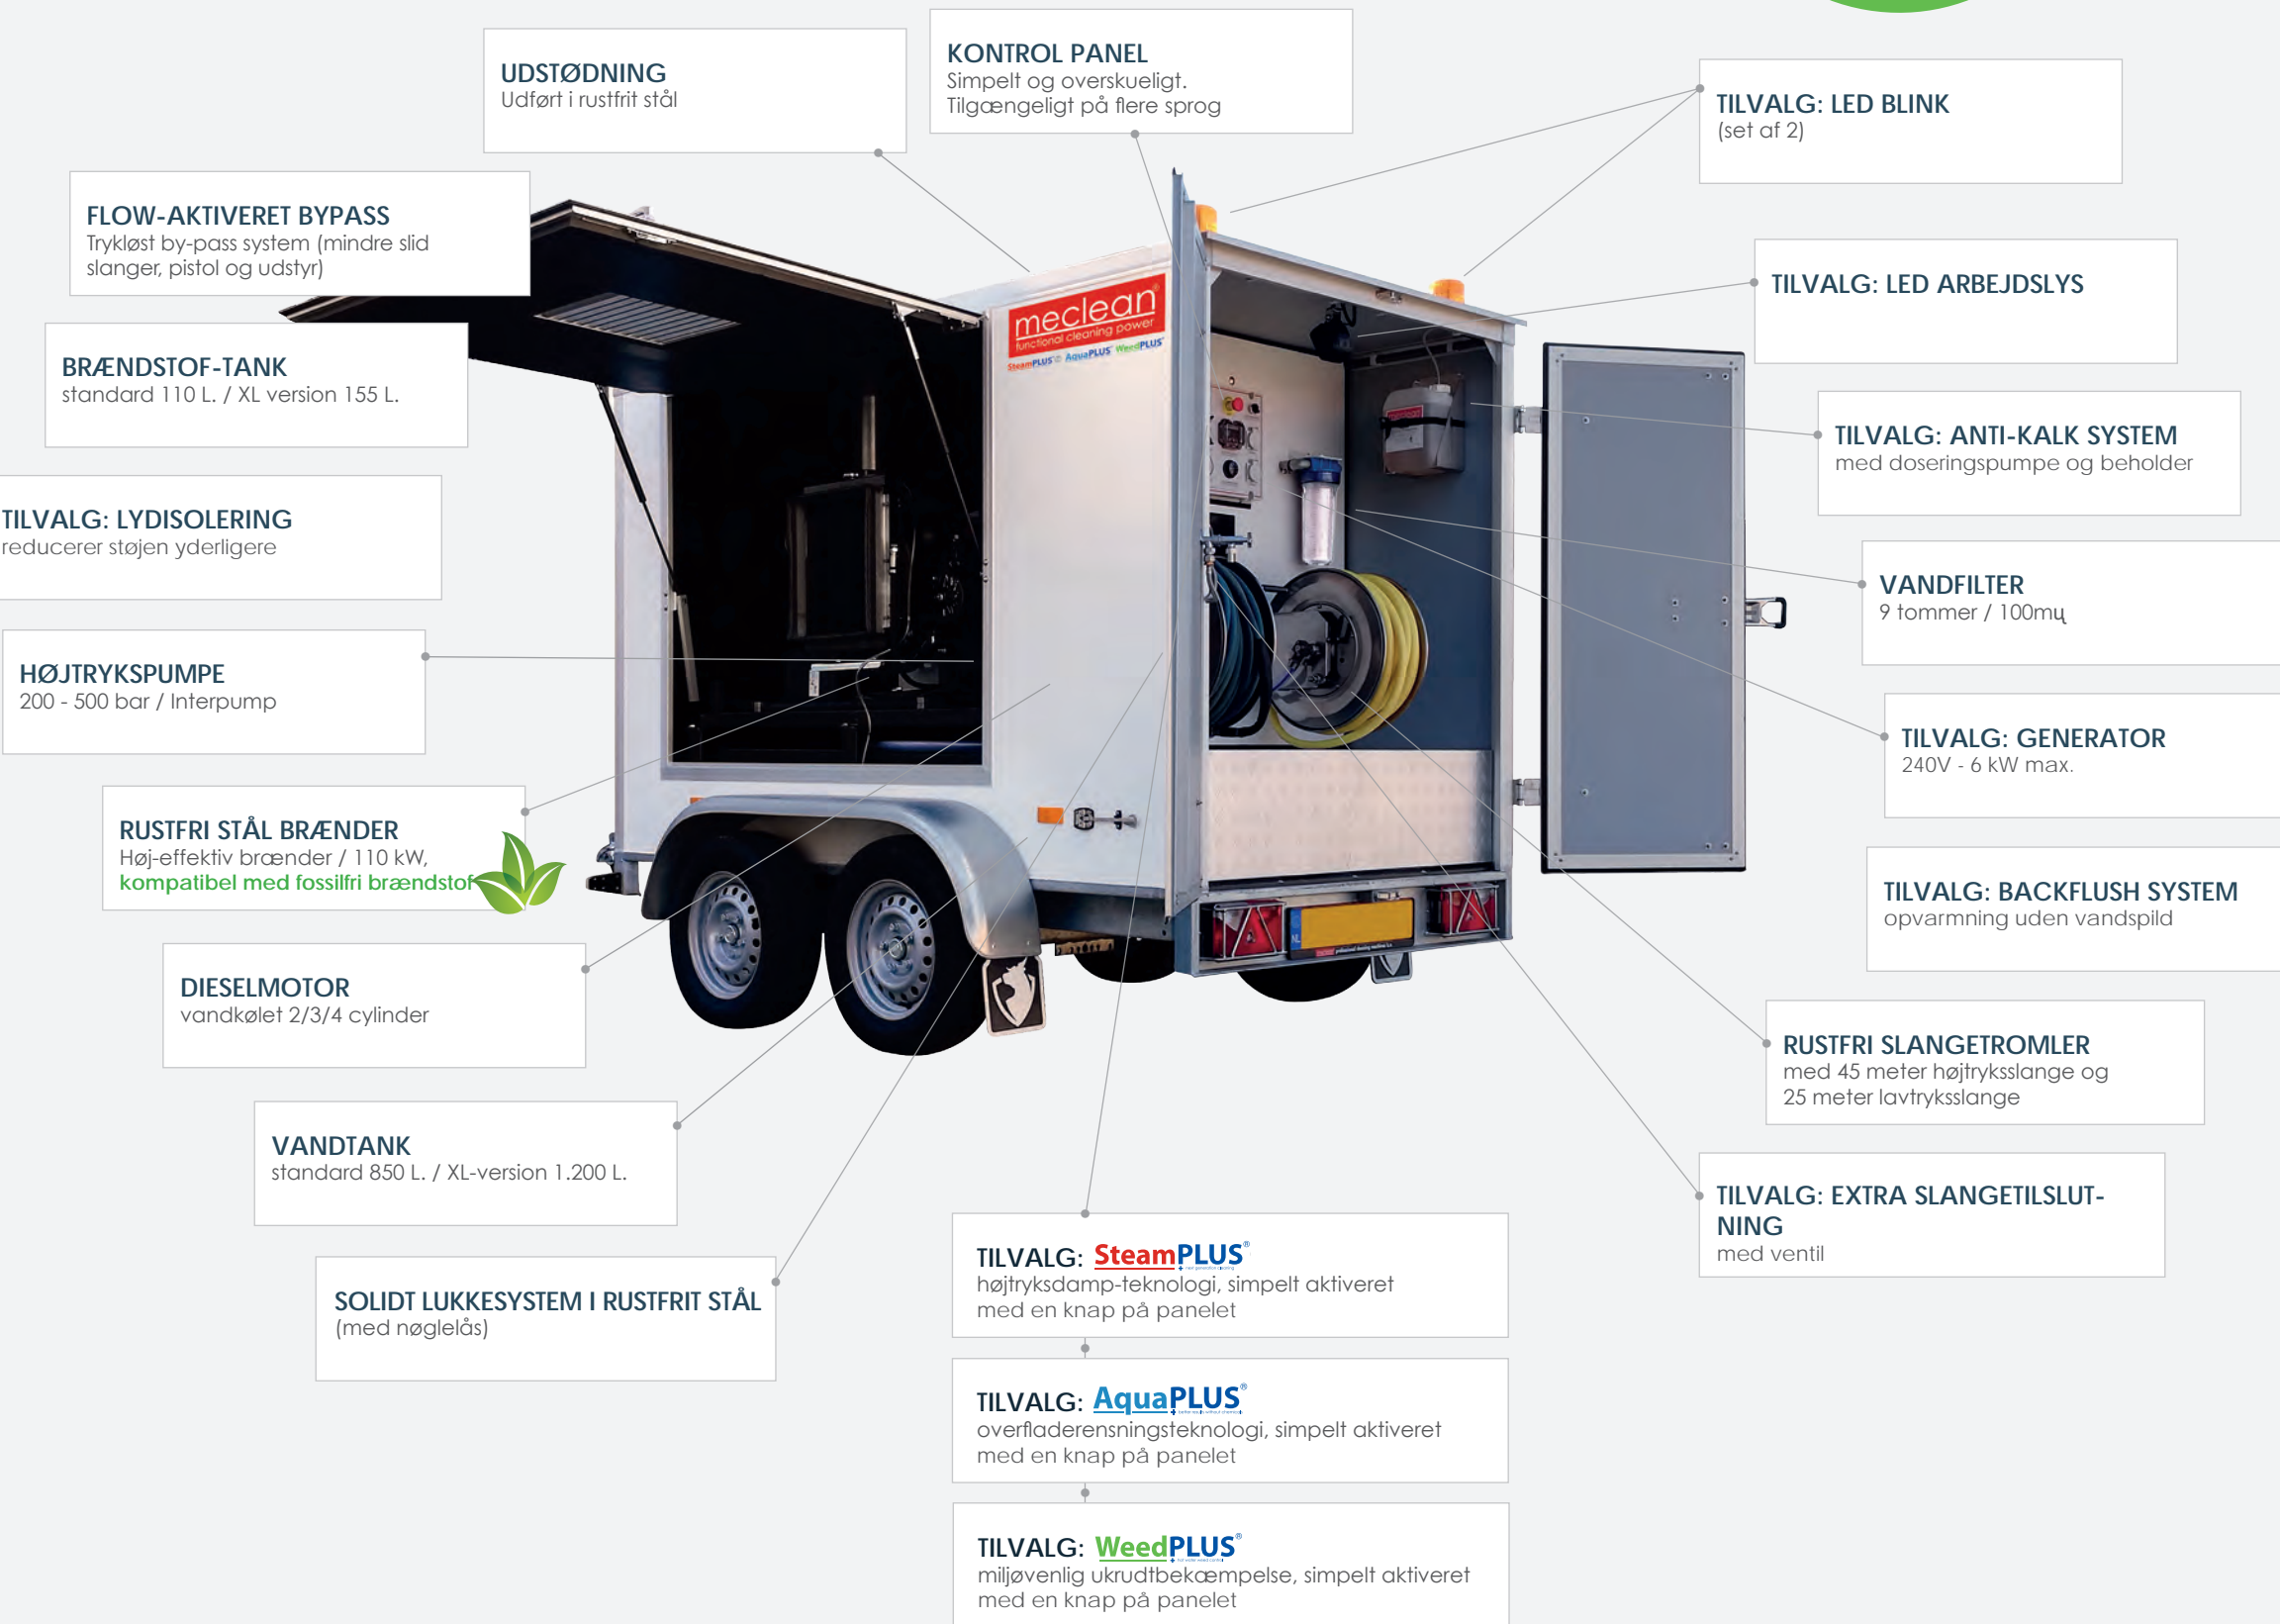 UDSTØDNING
Udført i rustfrit stål
KONTROL PANEL
Simpelt og overskueligt.
Tilgængeligt på flere sprog
TILVALG: LED BLINK
(set af 2)
FLOW-AKTIVERET BYPASS
Trykløst by-pass system (mindre slid
slanger, pistol og udstyr)
TILVALG: LED ARBEJDSLYS
BRÆNDSTOF-TANK
standard 110 L. / XL version 155 L.
meclean®
functional cleaning power
SteamPLUS® AquaPLUS® WeedPLUS®
TILVALG: ANTI-KALK SYSTEM
med doseringspumpe og beholder
TILVALG: LYDISOLERING
reducerer støjen yderligere
VANDFILTER
9 tommer / 100mц
HØJTRYKSPUMPE
200 - 500 bar / Interpump
TILVALG: GENERATOR
240V - 6 kW max.
RUSTFRI STÅL BRÆNDER
Høj-effektiv brænder / 110 kW,
kompatibel med fossilfri brændstof
TILVALG: BACKFLUSH SYSTEM
opvarmning uden vandspild
NL
DIESELMOTOR
vandkølet 2/3/4 cylinder
RUSTFRI SLANGETROMLER
med 45 meter højtryksslange og
25 meter lavtryksslange
VANDTANK
standard 850 L. / XL-version 1.200 L.
TILVALG: EXTRA SLANGETILSLUT-
NING
med ventil
SOLIDT LUKKESYSTEM I RUSTFRIT STÅL
(med nøglelås)
TILVALG: SteamPLUS®
højtryksdamp-teknologi, simpelt aktiveret
med en knap på panelet
TILVALG: AquaPLUS®
overfladerensningsteknologi, simpelt aktiveret
med en knap på panelet
TILVALG: WeedPLUS®
miljøvenlig ukrudtbekæmpelse, simpelt aktiveret
med en knap på panelet